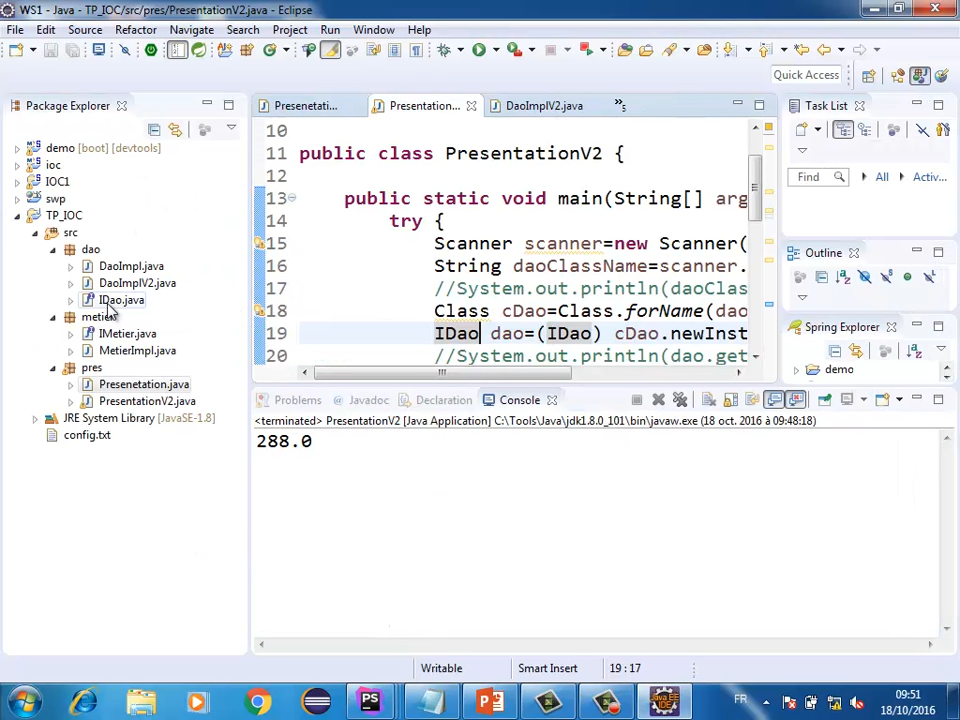 WS1 - Java - TP_IOC/src/pres/PresentationV2.java - Eclipse
File Edit Source Refactor Navigate Search Project Run Window Help
Quick Access
Package Explorer
Presenetati...
Presentation...
DaoImplV2.java
»5
Task List
demo [boot] [devtools]
ioc
IOC1
swp
TP_IOC
src
dao
DaoImpl.java
DaoImplV2.java
IDao.java
metier
IMetier.java
MetierImpl.java
pres
Presenetation.java
PresentationV2.java
JRE System Library [JavaSE-1.8]
config.txt
10
11 public class PresentationV2 {
12
13 public static void main(String[] arg
14 try {
15 Scanner scanner=new Scanner(
16 String daoClassName=scanner.
17 //System.out.println(daoClas
18 Class cDao=Class.forName(dao
19 IDao dao=(IDao) cDao.newInst
20 //System.out.println(dao.get
Find All Activ...
Outline
Spring Explorer
demo
Problems Javadoc Declaration Console
<terminated> PresentationV2 [Java Application] C:\Tools\Java\jdk1.8.0_101\bin\javaw.exe (18 oct. 2016 à 09:48:18)
288.0
Writable Smart Insert 19 : 17
PS
Java EE
IDE
FR
09:51
18/10/2016